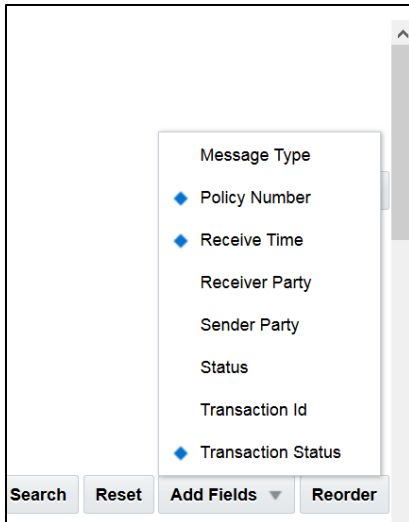 Message Type
Policy Number
Receive Time
Receiver Party
Sender Party
Status
Transaction Id
Transaction Status
Search Reset Add Fields Reorder